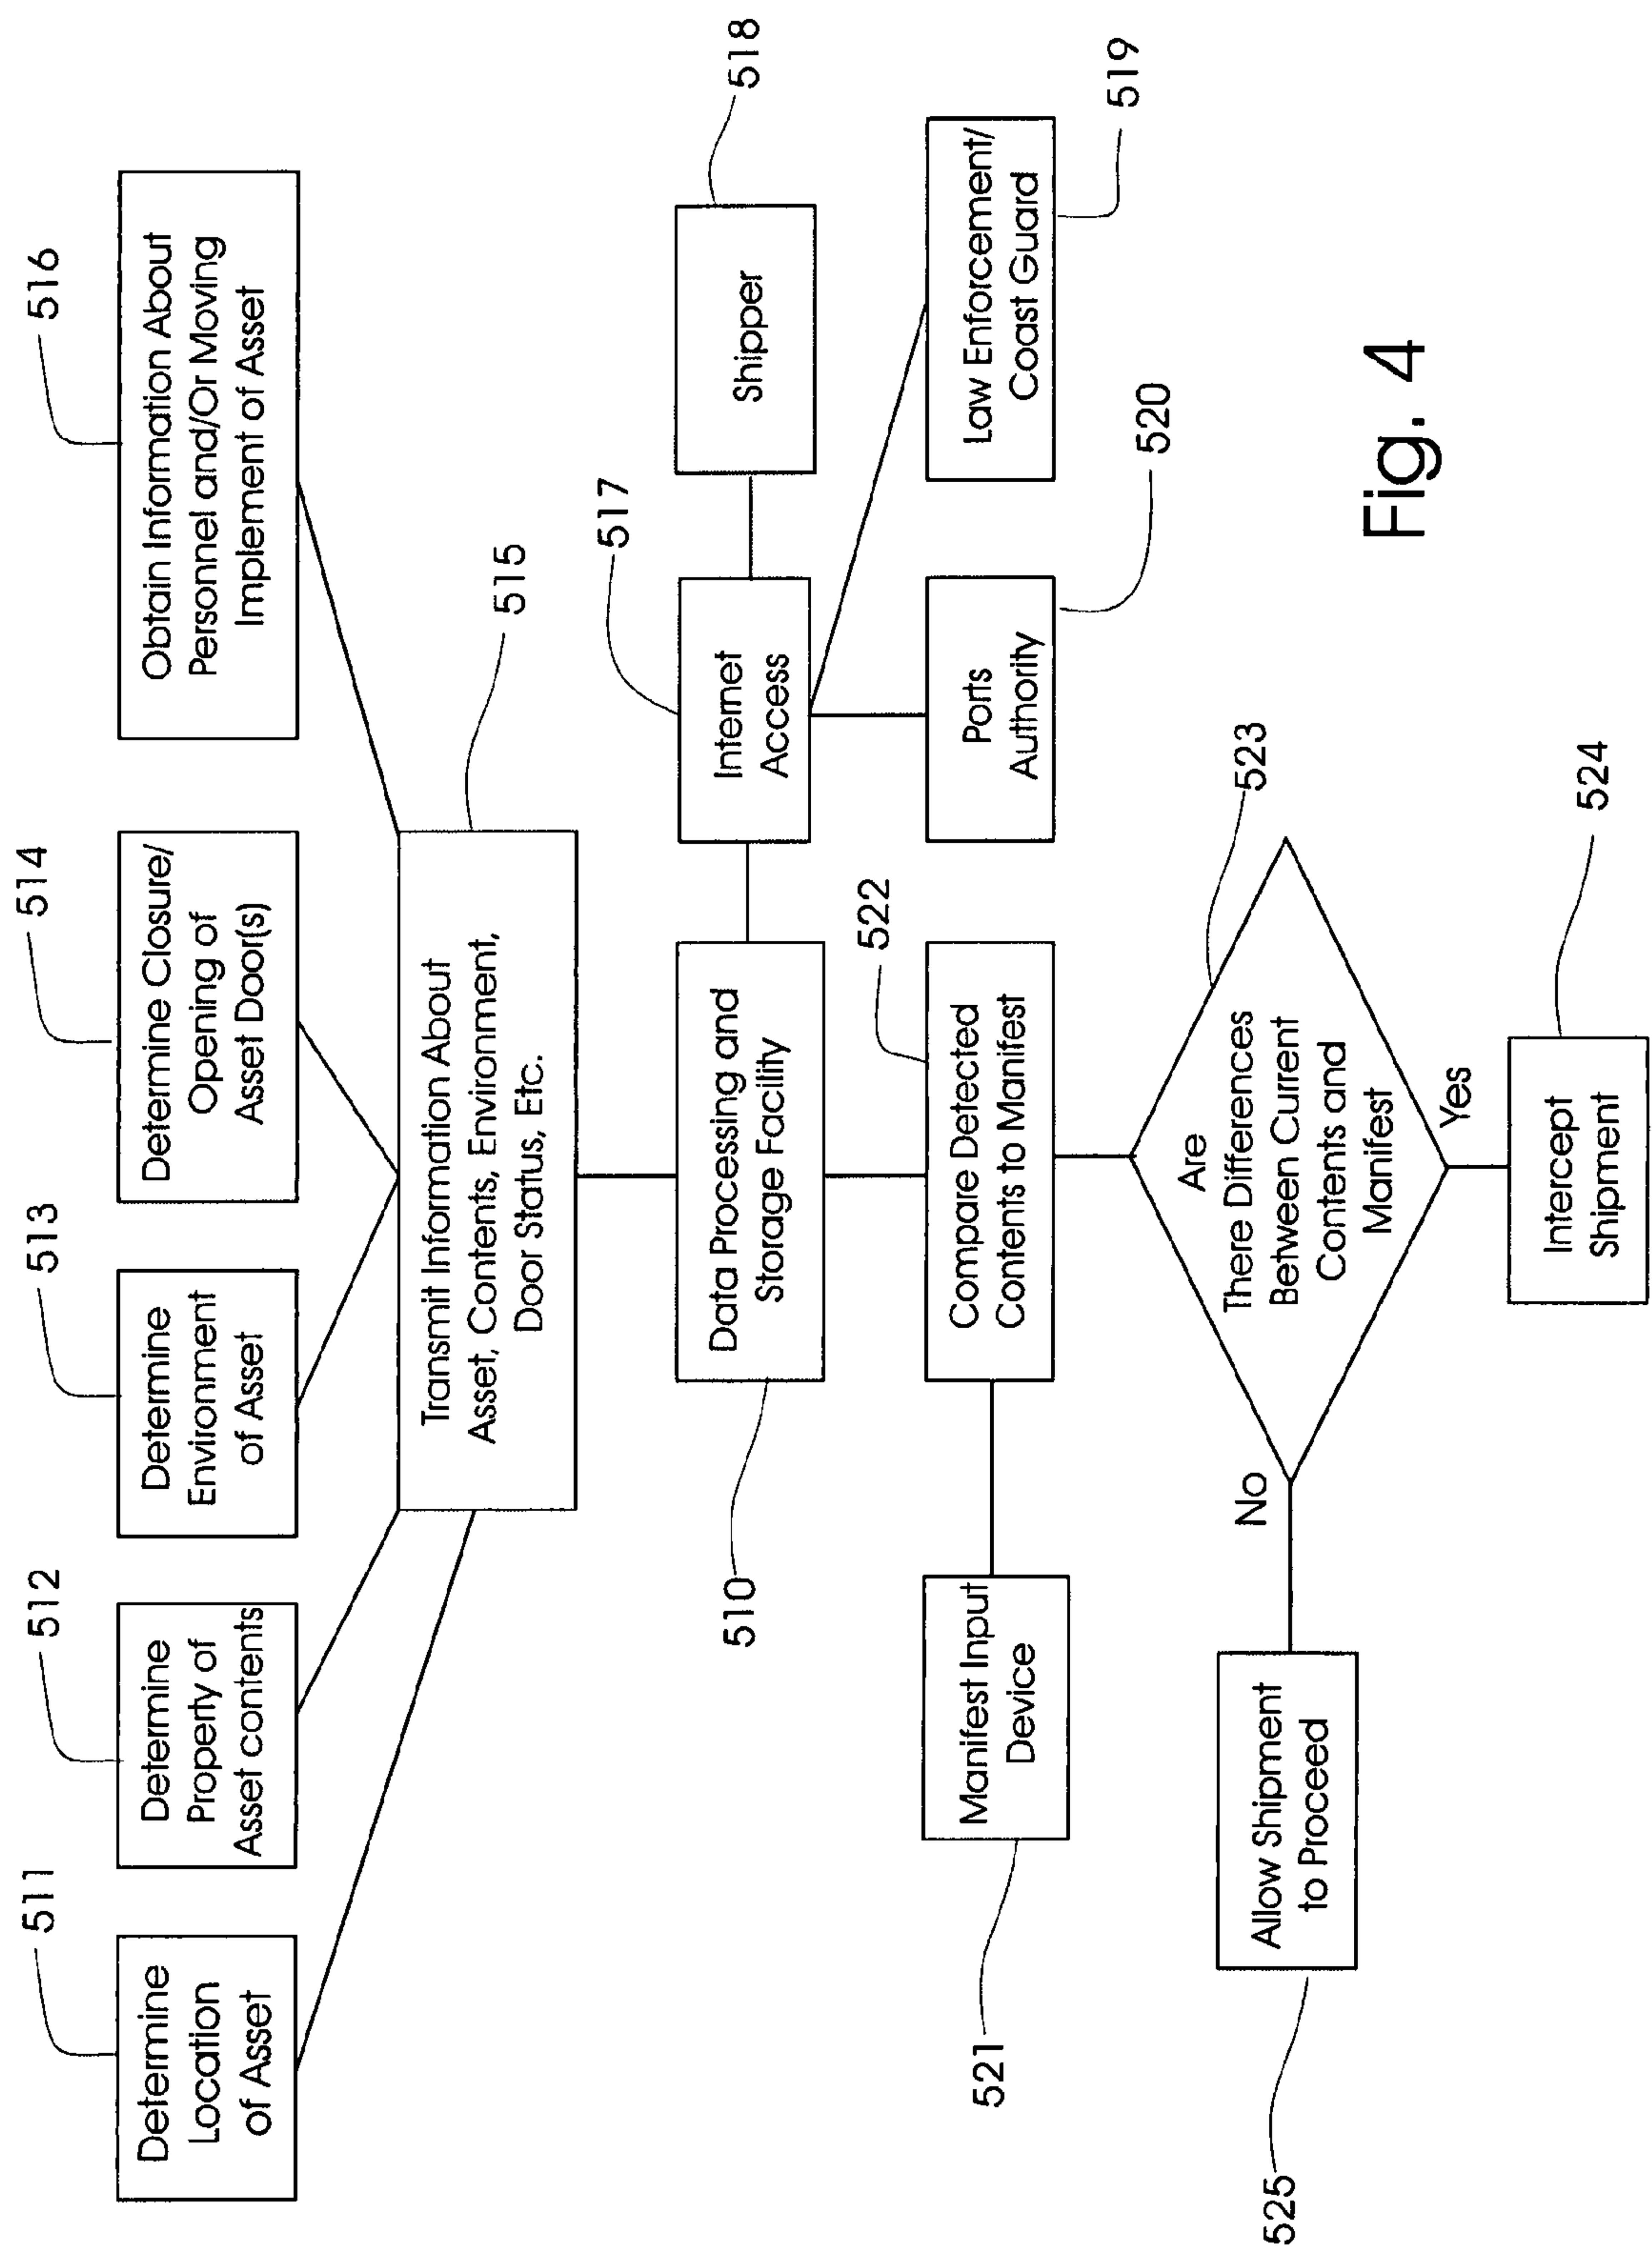 511
512
513
514
516
Determine
Location
of Asset
Determine
Property of
Asset contents
Determine
Environment
of Asset
Determine Closure/
Opening of
Asset Door(s)
Obtain Information About
Personnel and/Or Moving
Implement of Asset
515
Transmit Information About
Asset, Contents, Environment,
Door Status, Etc.
517
518
510
Data Processing and
Storage Facility
Internet
Access
Shipper
522
521
Manifest Input
Device
Compare Detected
Contents to Manifest
Ports
Authority
Law Enforcement/
Coast Guard
519
520
523
Are
There Differences
Between Current
Contents and
Manifest
No
Yes
525
Allow Shipment
to Proceed
Intercept
Shipment
524
Fig. 4